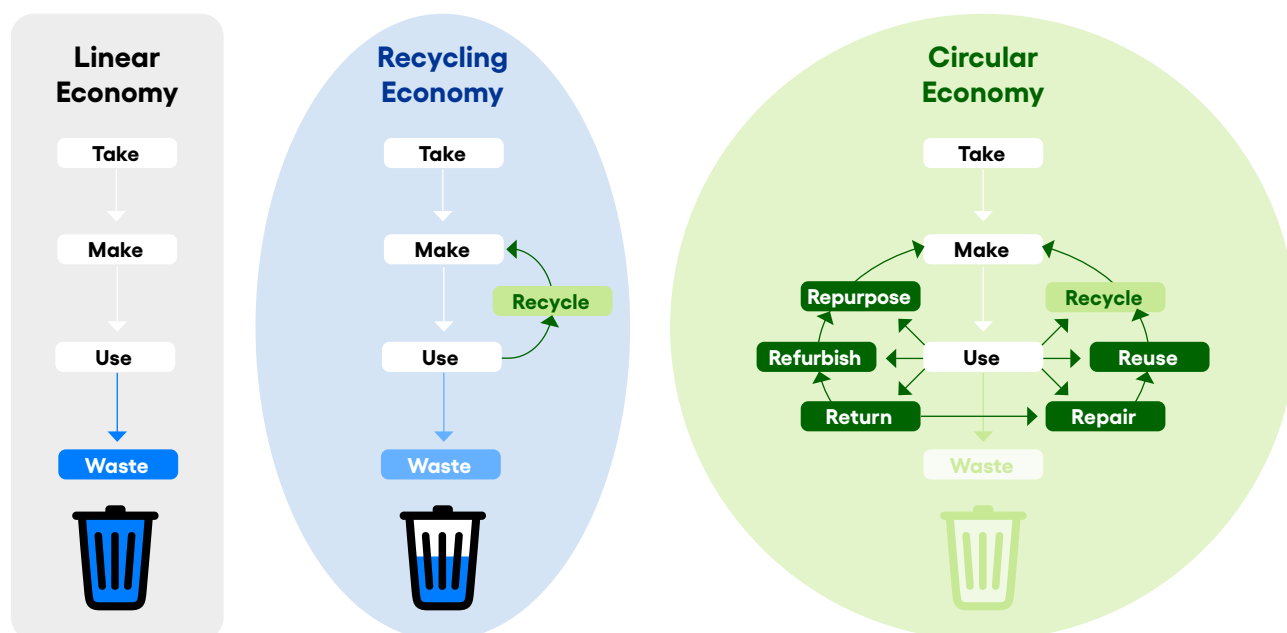 Linear
Economy
Take
Make
Use
Waste
Recycling
Economy
Take
Make
Recycle
Use
Waste
Circular
Economy
Take
Make
Repurpose
Recycle
Refurbish
Use
Reuse
Return
Repair
Waste